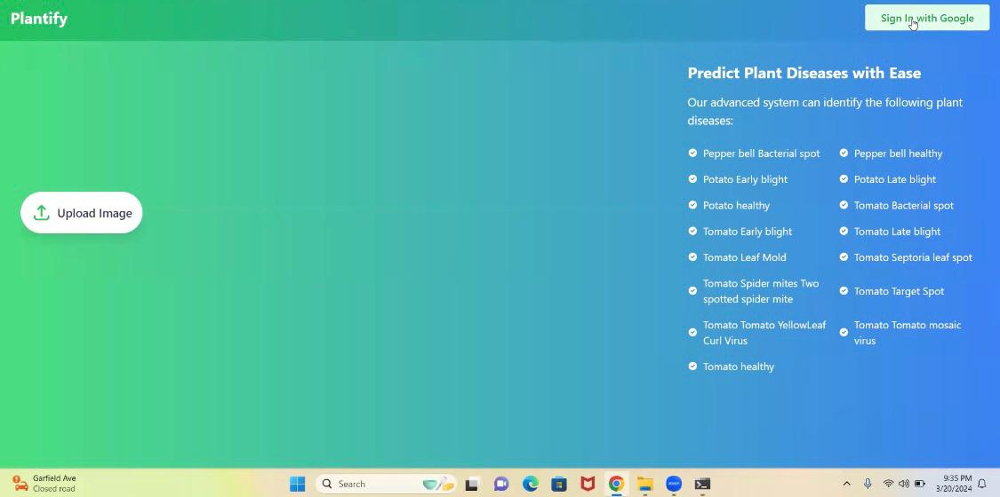 Plantify
Sign In with Google
Predict Plant Diseases with Ease
Our advanced system can identify the following plant
diseases:
Pepper bell Bacterial spot
Pepper bell healthy
Potato Early blight
Potato Late blight
Potato healthy
Tomato Bacterial spot
Upload Image
Tomato Early blight
Tomato Late blight
Tomato Leaf Mold
Tomato Septoria leaf spot
Tomato Spider mites Two
spotted spider mite
Tomato Target Spot
Tomato Tomato YellowLeaf
Curl Virus
Tomato Tomato mosaic
virus
Tomato healthy
Garfield Ave
Closed road
Search
zoom
9:35 PM
3/20/2024